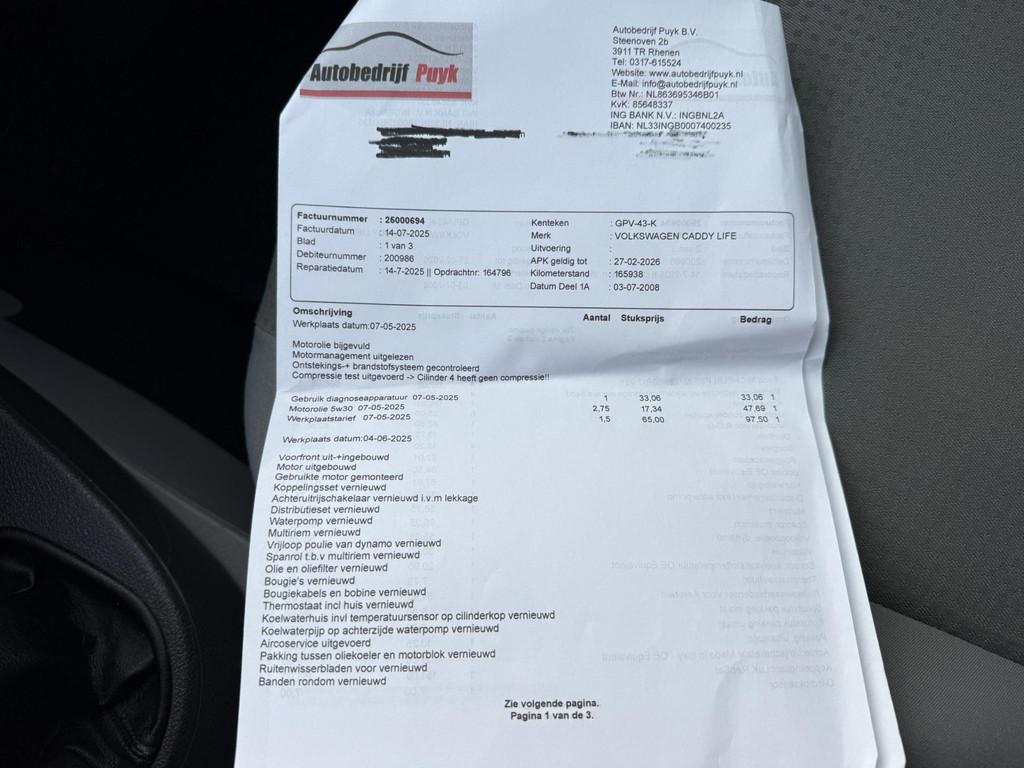 Autobedrijf Puyk
Autobedrijf Puyk B.V.
Steenoven 2b
3911 TR Rhenen
Tel: 0317-615524
Website: www.autobedrijfpuyk.nl
E-Mail: info@autobedrijfpuyk.nl
Btw Nr.: NL863695346B01
KvK: 85648337
ING BANK N.V.: INGBNL2A
IBAN: NL33INGB0007400235
Factuurnummer : 25000694
Factuurdatum : 14-07-2025
Blad : 1 van 3
Debiteurnummer : 200986
Reparatiedatum : 14-7-2025 || Opdrachtnr: 164796
Kenteken : GPV-43-K
Merk : VOLKSWAGEN CADDY LIFE
Uitvoering :
APK geldig tot : 27-02-2026
Kilometerstand : 165938
Datum Deel 1A : 03-07-2008
Omschrijving Aantal Stuksprijs Bedrag
Werkplaats datum:07-05-2025
Motorolie bijgevuld
Motormanagement uitgelezen
Ontstekings-+ brandstofsysteem gecontroleerd
Compressie test uitgevoerd -> Cilinder 4 heeft geen compressie!!
Gebruik diagnoseapparatuur 07-05-2025 1 33,06 33,06 1
Motorolie 5w30 07-05-2025 2,75 17,34 47,69 1
Werkplaatstarief 07-05-2025 1,5 65,00 97,50 1
Werkplaats datum:04-06-2025
Voorfront uit-+ingebouwd
Motor uitgebouwd
Gebruikte motor gemonteerd
Koppelingsset vernieuwd
Achteruitrijschakelaar vernieuwd i.v.m lekkage
Distributieset vernieuwd
Waterpomp vernieuwd
Multiriem vernieuwd
Vrijloop poulie van dynamo vernieuwd
Spanrol t.b.v multiriem vernieuwd
Olie en oliefilter vernieuwd
Bougie's vernieuwd
Bougiekabels en bobine vernieuwd
Thermostaat incl huis vernieuwd
Koelwaterhuis invl temperatuursensor op cilinderkop vernieuwd
Koelwaterpijp op achterzijde waterpomp vernieuwd
Aircoservice uitgevoerd
Pakking tussen oliekoeler en motorblok vernieuwd
Ruitenwisserbladen voor vernieuwd
Banden rondom vernieuwd
Zie volgende pagina.
Pagina 1 van de 3.